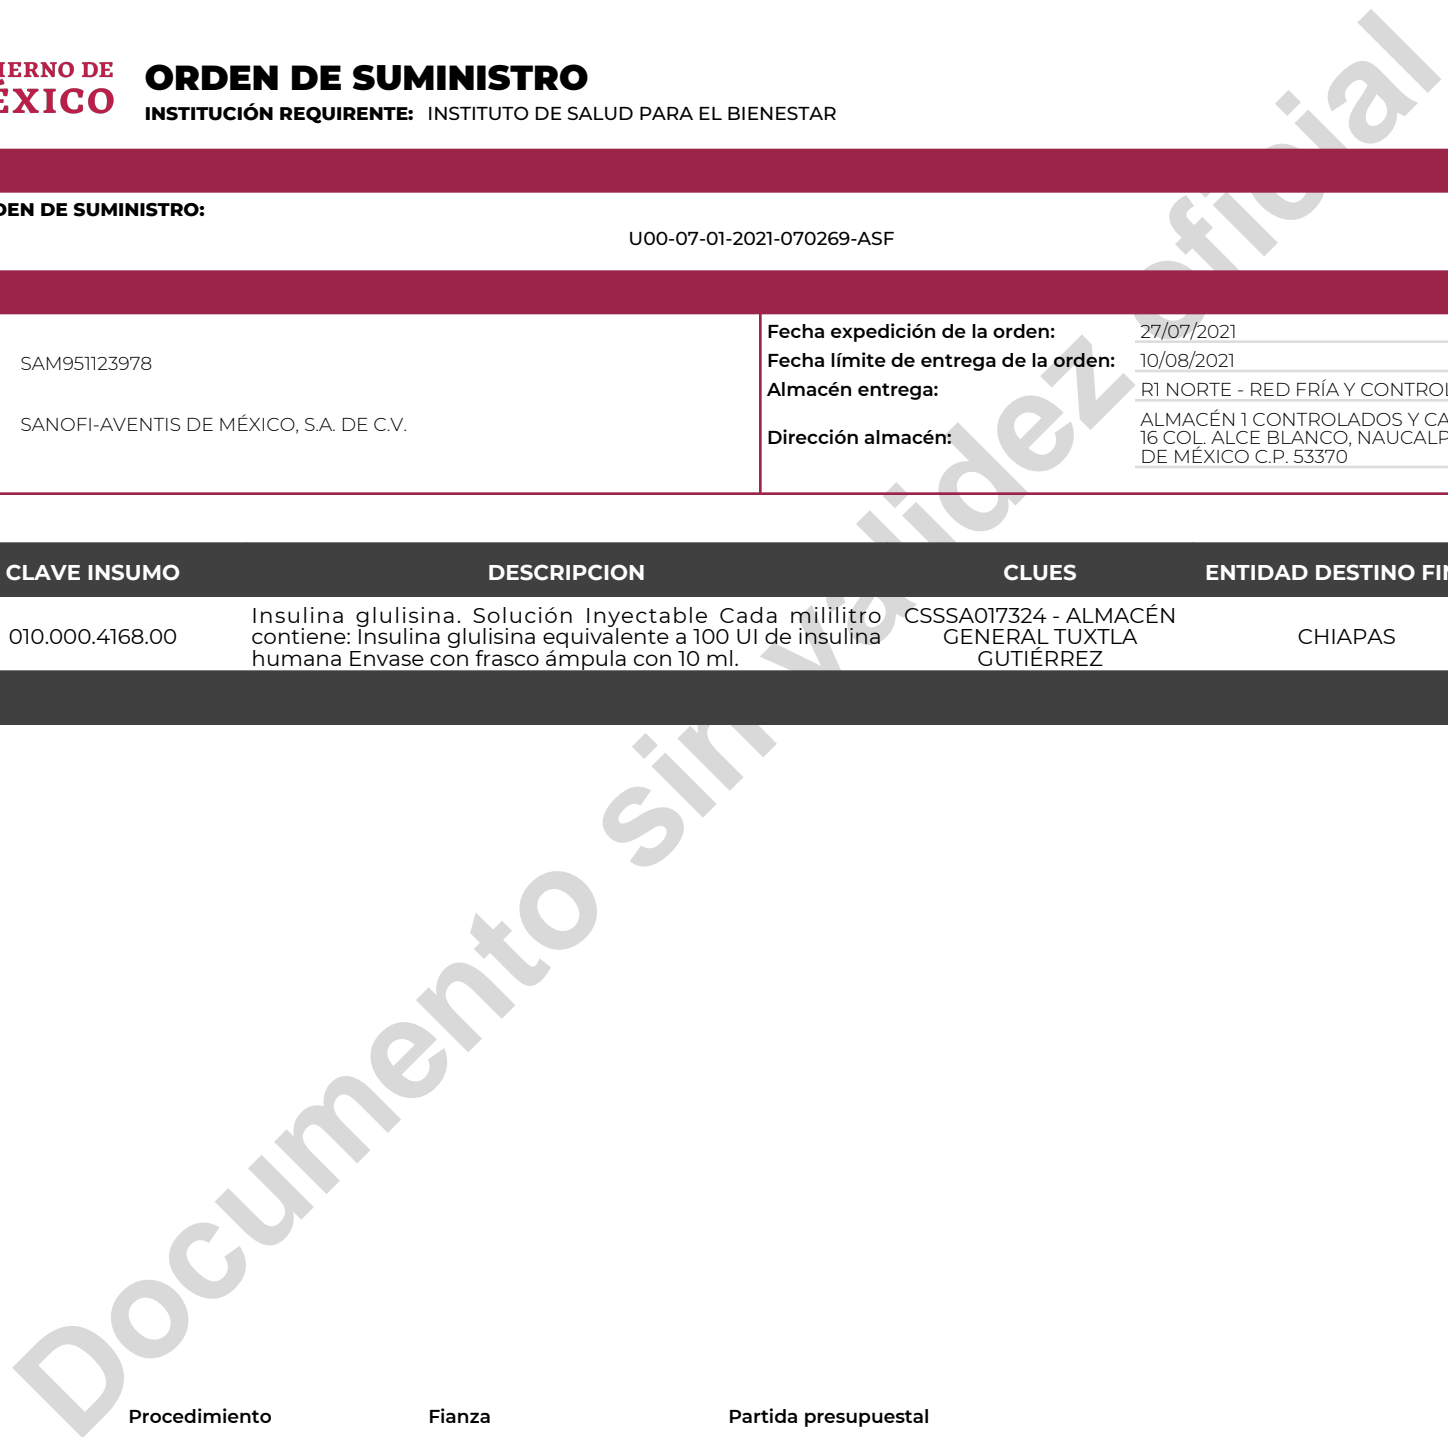 IERNO DE
ÉXICO
ORDEN DE SUMINISTRO
INSTITUCIÓN REQUIRENTE: INSTITUTO DE SALUD PARA EL BIENESTAR
DEN DE SUMINISTRO:
U00-07-01-2021-070269-ASF
SAM951123978
SANOFI-AVENTIS DE MÉXICO, S.A. DE C.V.
Fecha expedición de la orden: 27/07/2021
Fecha límite de entrega de la orden: 10/08/2021
Almacén entrega: R1 NORTE - RED FRÍA Y CONTROL
Dirección almacén:
ALMACÉN 1 CONTROLADOS Y CA
16 COL. ALCE BLANCO, NAUCALP
DE MÉXICO C.P. 53370
CLAVE INSUMO DESCRIPCION CLUES ENTIDAD DESTINO FIN
010.000.4168.00
Insulina glulisina. Solución Inyectable Cada mililitro
contiene: Insulina glulisina equivalente a 100 UI de insulina
humana Envase con frasco ámpula con 10 ml.
CSSSA017324 - ALMACÉN
GENERAL TUXTLA
GUTIÉRREZ
CHIAPAS
Documento sin validez oficial
Procedimiento Fianza Partida presupuestal